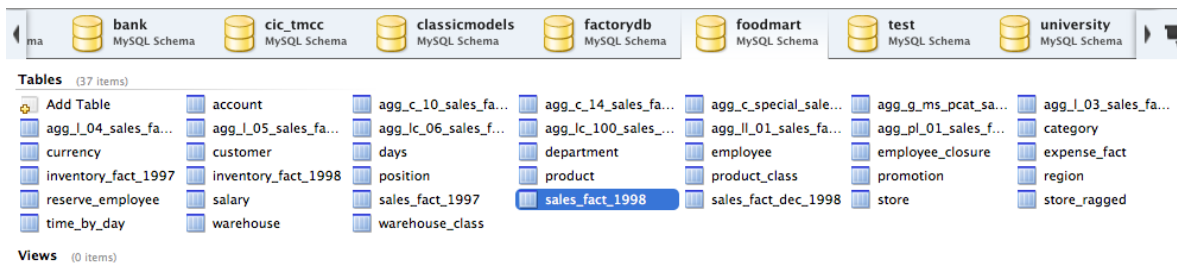 bank cic_tmcc classicmodels factorydb foodmart test university
ma MySQL Schema MySQL Schema MySQL Schema MySQL Schema MySQL Schema MySQL Schema MySQL Schema
Tables (37 items)
Add Table account agg_c_10_sales_fa... agg_c_14_sales_fa... agg_c_special_sale... agg_g_ms_pcat_sa... agg_l_03_sales_fa...
agg_l_04_sales_fa... agg_l_05_sales_fa... agg_lc_06_sales_f... agg_lc_100_sales_... agg_ll_01_sales_fa... agg_pl_01_sales_f... category
currency customer days department employee employee_closure expense_fact
inventory_fact_1997 inventory_fact_1998 position product product_class promotion region
reserve_employee salary sales_fact_1997 sales_fact_1998 sales_fact_dec_1998 store store_ragged
time_by_day warehouse warehouse_class
Views (0 items)